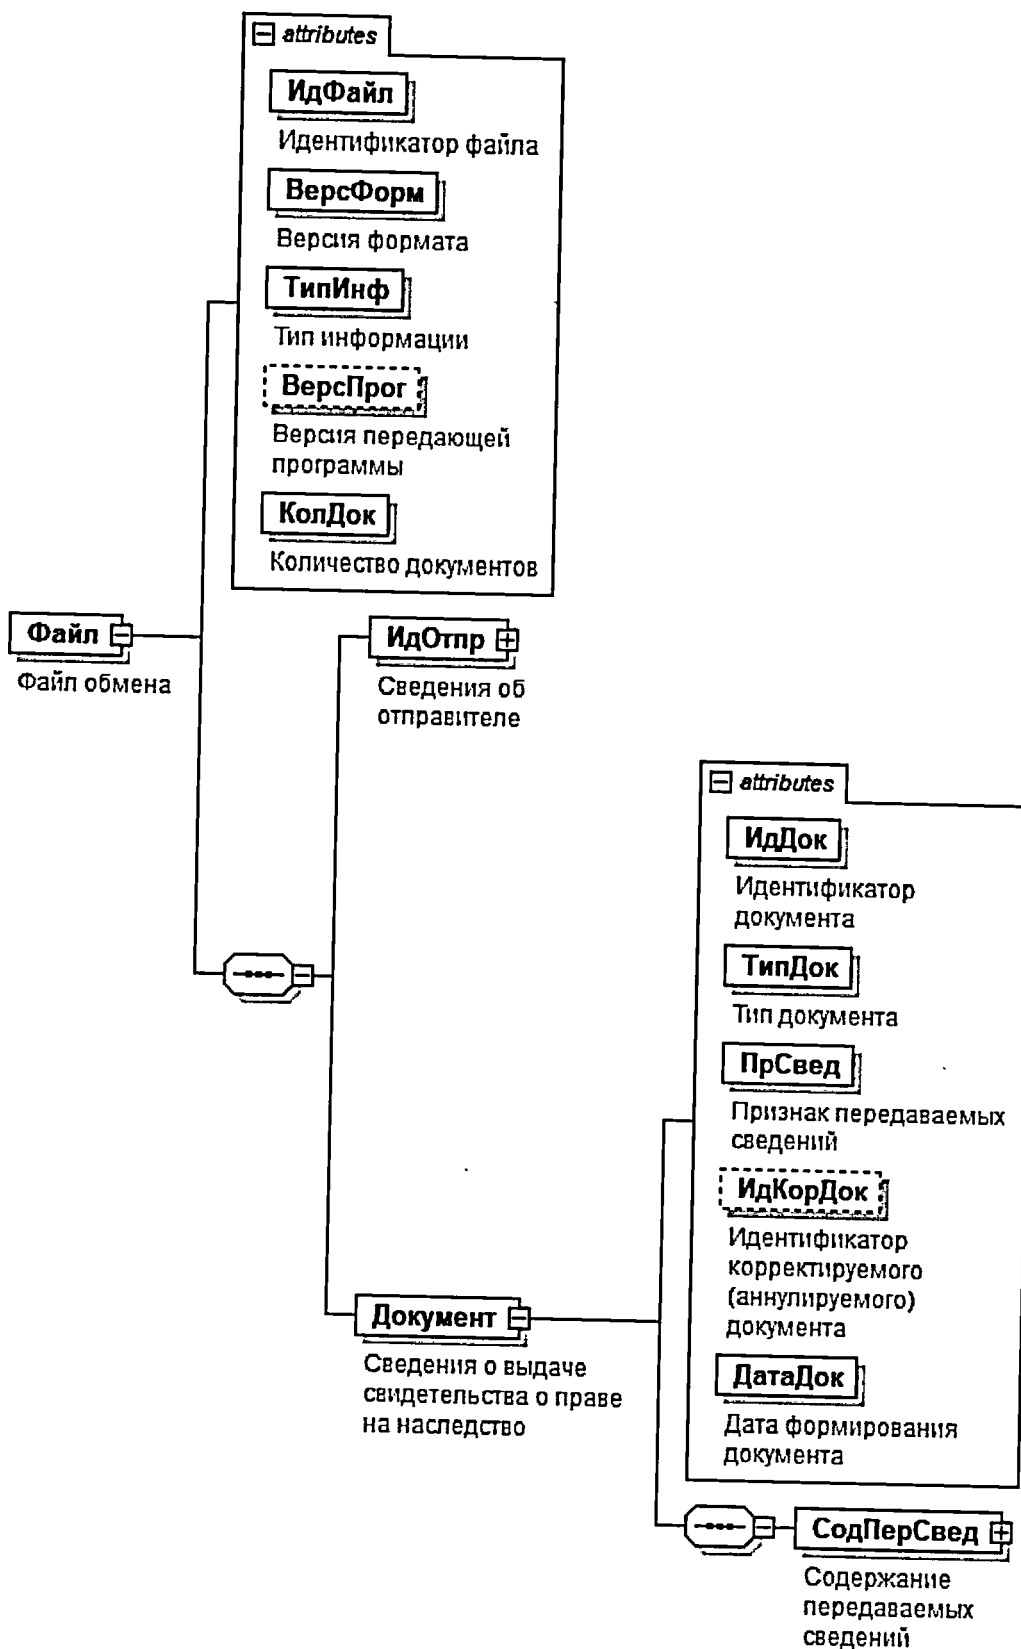 attributes
ИдФайл
Идентификатор файла
ВерсФорм
Версия формата
ТипИнф
Тип информации
ВерсПрог
Версия передающей
программы
КолДок
Количество документов
Файл
Файл обмена
ИдОтпр
Сведения об
отправителе
attributes
ИдДок
Идентификатор
документа
ТипДок
Тип документа
ПрСвед
Признак передаваемых
сведений
ИдКорДок
Идентификатор
корректируемого
(аннулируемого)
документа
ДатаДок
Дата формирования
документа
Документ
Сведения о выдаче
свидетельства о праве
на наследство
СодПерСвед
Содержание
передаваемых
сведений